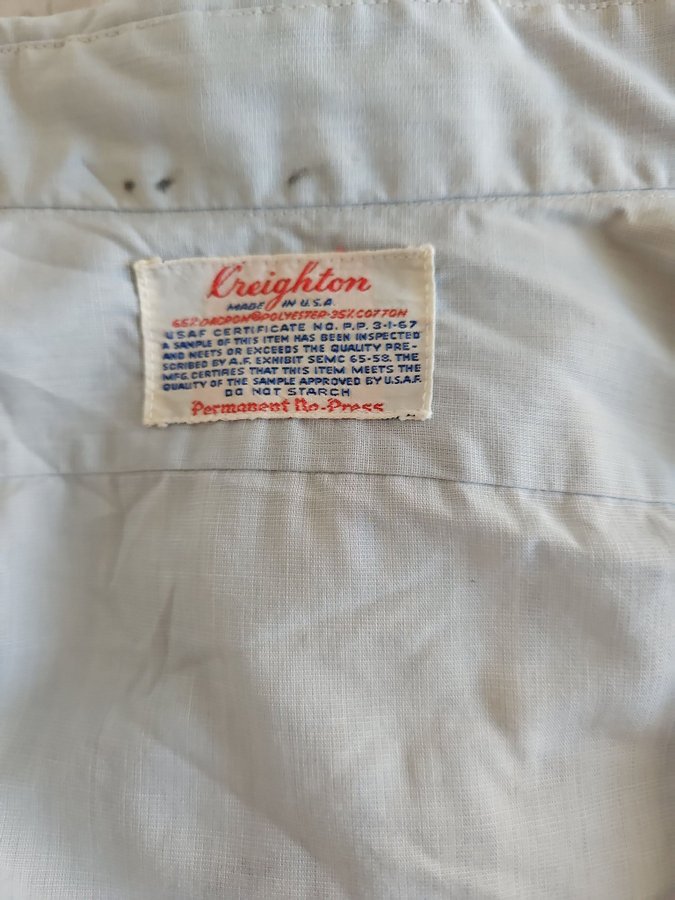 Creighton
MADE IN U.S.A.
65% DACRON® POLYESTER-35% COTTON
USAF CERTIFICATE NO. P.P. 3-1-67
A SAMPLE OF THIS ITEM HAS BEEN INSPECTED
AND MEETS OR EXCEEDS THE QUALITY PRE-
SCRIBED BY A.F. EXHIBIT SEMC 65-58. THE
MFG. CERTIRES THAT THIS ITEM MEETS THE
QUALITY OF THE SAMPLE APPROVED BY U.S.A.F.
DO NOT STARCH
Permanent No-Press